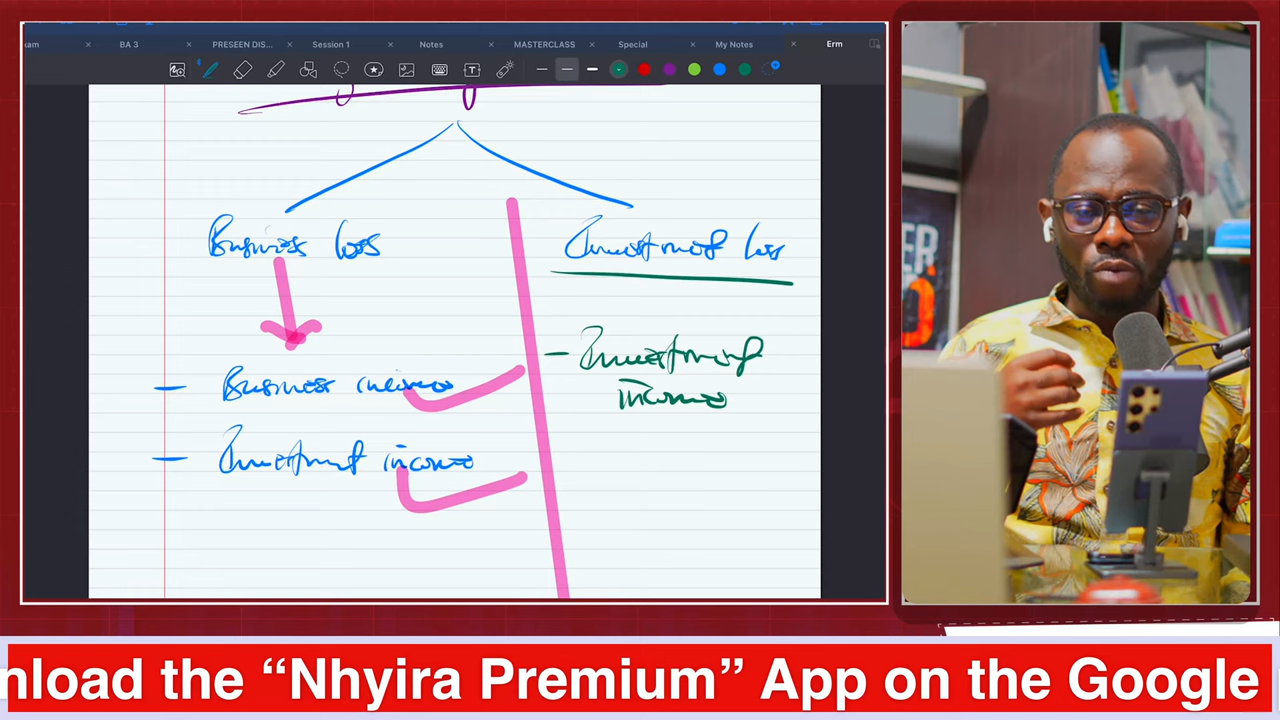 xam
BA 3
PRESEEN DIS...
Session 1
Notes
MASTERCLASS
Special
My Notes
Erm
Business loss
Investment loss
- Business income
- Investment income
- Investment
income
nload the “Nhyira Premium” App on the Google